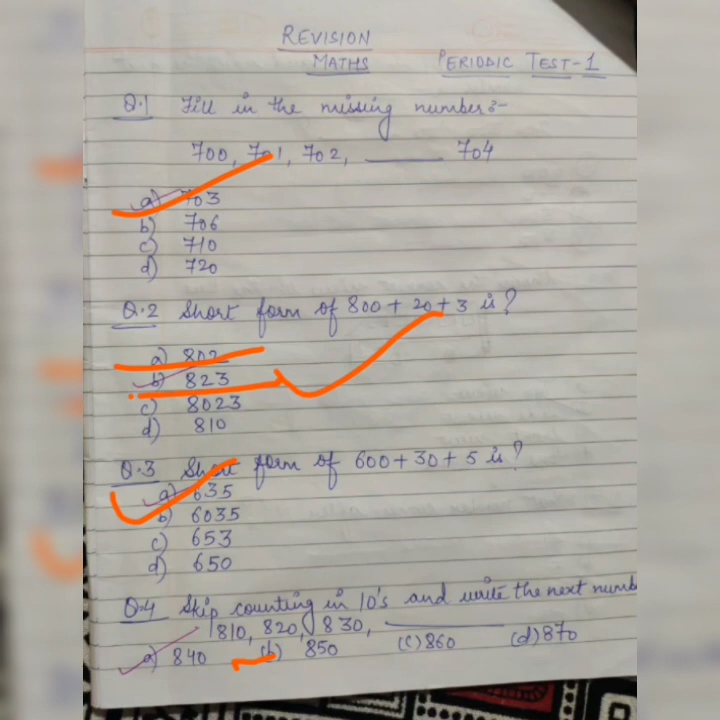 REVISION
MATHS PERIODIC TEST-1
Q.1 Fill in the missing number:-
700, 701, 702, ______ 704
a) 703
b) 706
c) 710
d) 720
Q.2 Short form of 800 + 20 + 3 is?
a) 802
b) 823
c) 8023
d) 810
Q.3 Short form of 600 + 30 + 5 is?
a) 635
b) 6035
c) 653
d) 650
Q.4 Skip counting in 10's and write the next numb
810, 820, 830, ______
a) 840 (b) 850 (c) 860 (d) 870